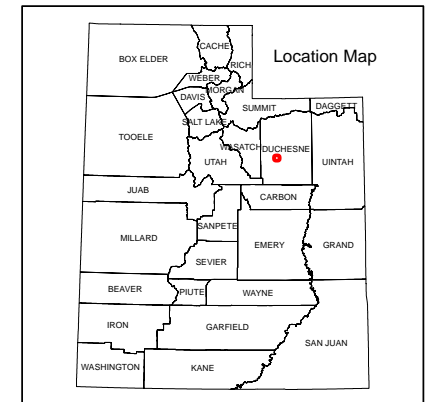 Location Map
CACHE
BOX ELDER
RICH
WEBER
MORGAN
DAVIS
SUMMIT
DAGGETT
SALT LAKE
TOOELE
WASATCH
DUCHESNE
UTAH
UINTAH
JUAB
CARBON
SANPETE
MILLARD
EMERY
GRAND
SEVIER
BEAVER
PIUTE
WAYNE
IRON
GARFIELD
SAN JUAN
WASHINGTON
KANE